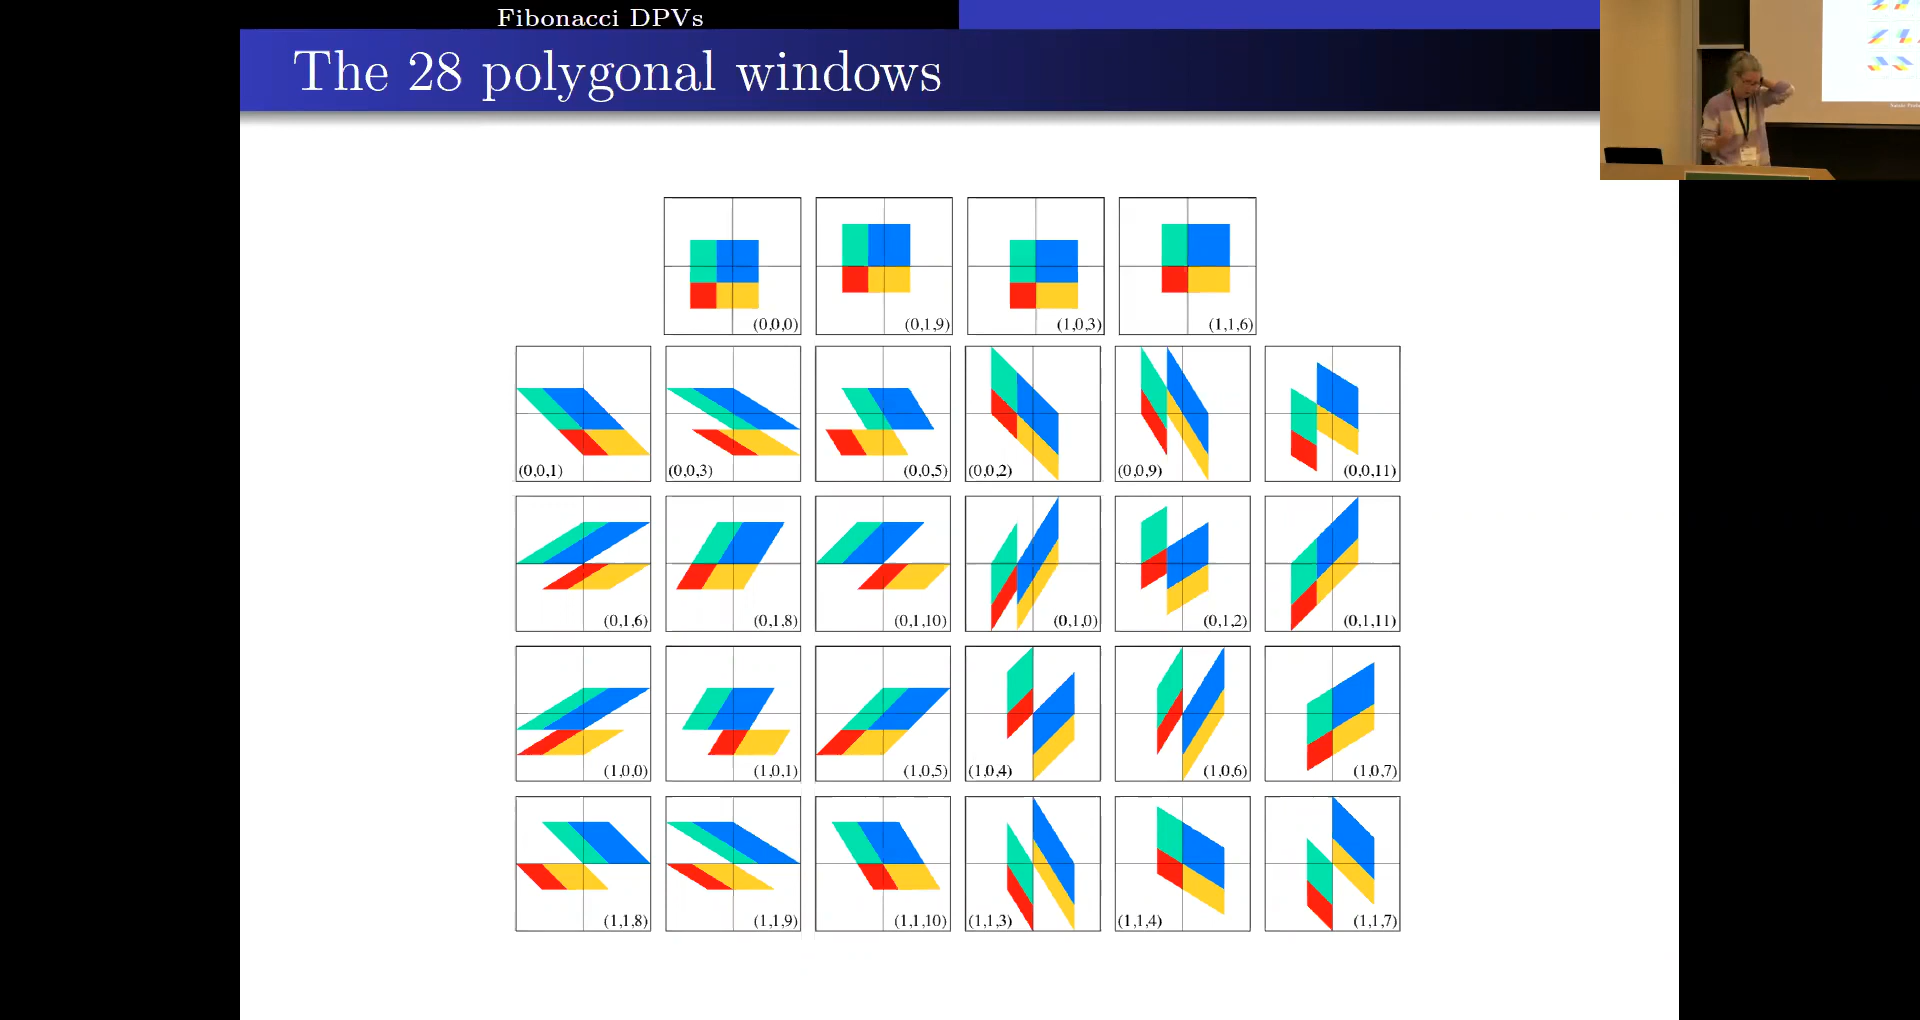 Fibonacci DPVs
The 28 polygonal windows
(0,0,0) (0,1,9) (1,0,3) (1,1,6)
(0,0,1) (0,0,3) (0,0,5) (0,0,2) (0,0,9) (0,0,11)
(0,1,6) (0,1,8) (0,1,10) (0,1,0) (0,1,2) (0,1,11)
(1,0,0) (1,0,1) (1,0,5) (1,0,4) (1,0,6) (1,0,7)
(1,1,8) (1,1,9) (1,1,10) (1,1,3) (1,1,4) (1,1,7)